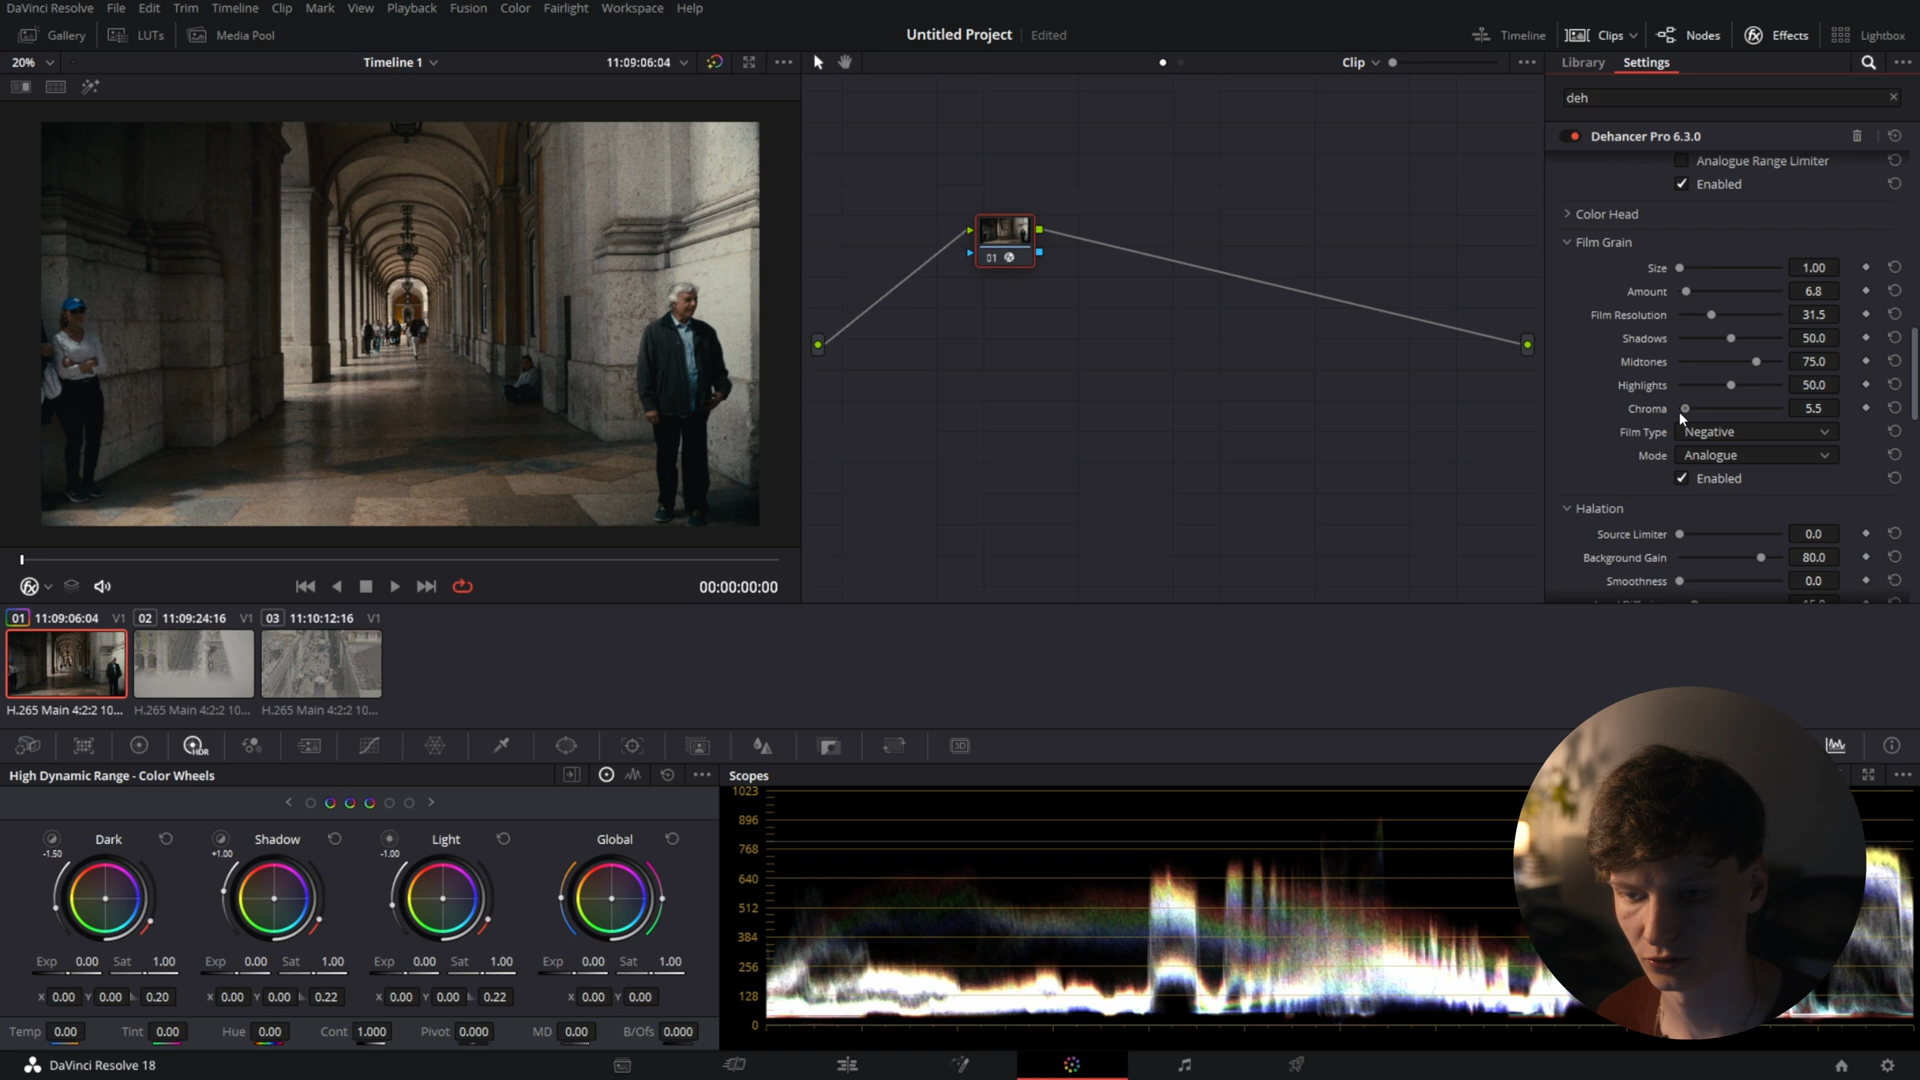 DaVinci Resolve File Edit Trim Timeline Clip Mark View Playback Fusion Color Fairlight Workspace Help
Gallery LUTs Media Pool Untitled Project Edited Timeline Clips Nodes Effects Lightbox
20% Timeline 1 11:09:06:04 Clip Library Settings
deh
Dehancer Pro 6.3.0
Analogue Range Limiter
Enabled
Color Head
Film Grain
Size 1.00
Amount 6.8
Film Resolution 31.5
Shadows 50.0
Midtones 75.0
Highlights 50.0
Chroma 5.5
Film Type Negative
Mode Analogue
Enabled
Halation
Source Limiter 0.0
Background Gain 80.0
Smoothness 0.0
01
00:00:00:00
01 11:09:06:04 V1 02 11:09:24:16 V1 03 11:10:12:16 V1
H.265 Main 4:2:2 10... H.265 Main 4:2:2 10... H.265 Main 4:2:2 10...
HDR 3D
High Dynamic Range - Color Wheels Scopes
Dark Shadow Light Global
-1.50 +1.00 -1.00
Exp 0.00 Sat 1.00 Exp 0.00 Sat 1.00 Exp 0.00 Sat 1.00 Exp 0.00 Sat 1.00
X 0.00 Y 0.00 0.20 X 0.00 Y 0.00 0.22 X 0.00 Y 0.00 0.22 X 0.00 Y 0.00
Temp 0.00 Tint 0.00 Hue 0.00 Cont 1.000 Pivot 0.000 MD 0.00 B/Ofs 0.000
1023
896
768
640
512
384
256
128
0
DaVinci Resolve 18